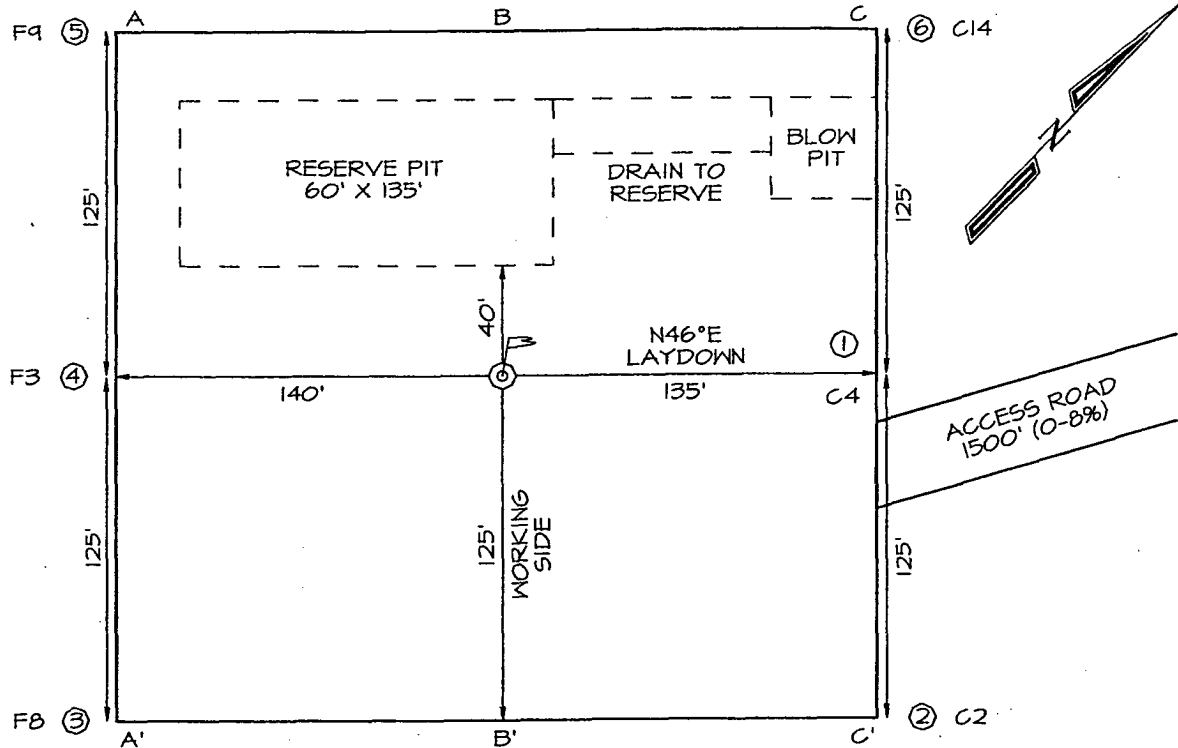 A B C
F9 ⑤ ⑥ C14
BLOW
PIT
RESERVE PIT
60' X 135'
DRAIN TO
RESERVE
N
125' 125'
40'
N46°E
LAYDOWN
①
F3 ④
140' 135' C4
ACCESS ROAD
1500' (0-8%)
125' 125' WORKING
SIDE 125'
F8 ③ ② C2
A' B' C'